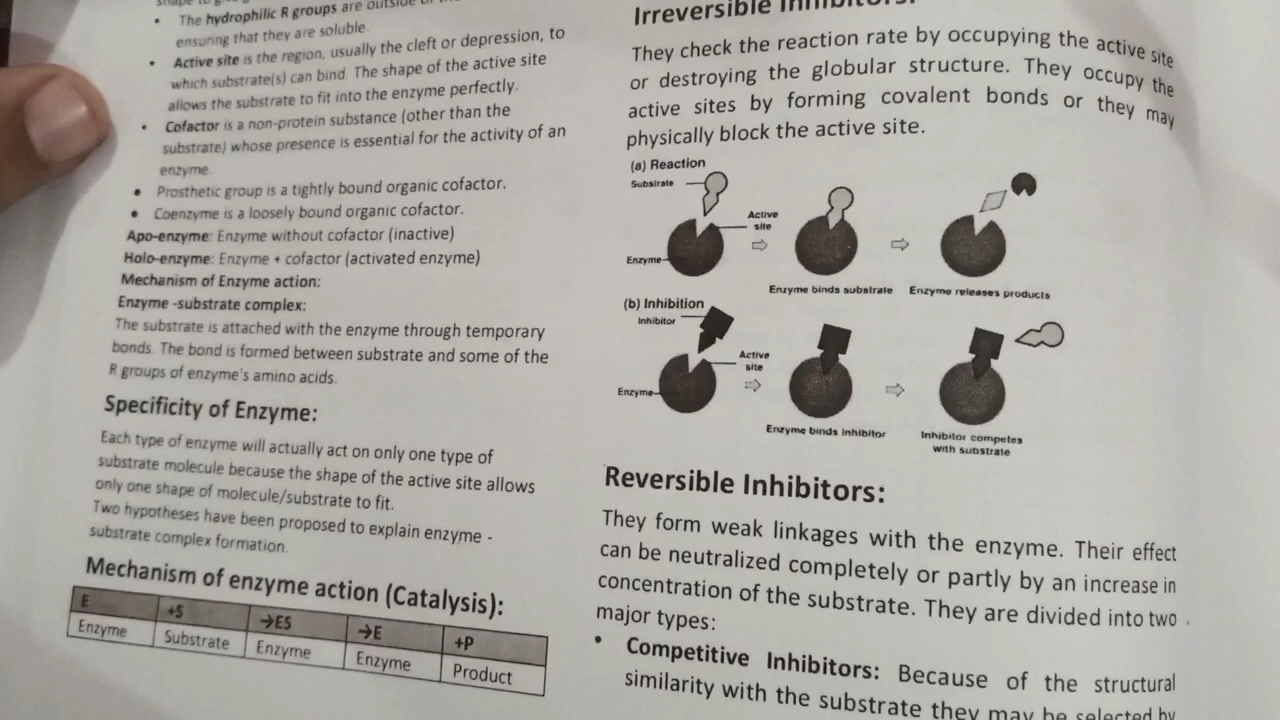 The hydrophilic R groups are outside
ensuring that they are soluble.
Active site is the region, usually the cleft or depression, to
which substrate(s) can bind. The shape of the active site
allows the substrate to fit into the enzyme perfectly.
Cofactor is a non-protein substance (other than the
substrate) whose presence is essential for the activity of an
enzyme.
Prosthetic group is a tightly bound organic cofactor.
Coenzyme is a loosely bound organic cofactor.
Apo-enzyme: Enzyme without cofactor (inactive)
Holo-enzyme: Enzyme + cofactor (activated enzyme)
Mechanism of Enzyme action:
Enzyme -substrate complex:
The substrate is attached with the enzyme through temporary
bonds. The bond is formed between substrate and some of the
R groups of enzyme's amino acids.
Specificity of Enzyme:
Each type of enzyme will actually act on only one type of
substrate molecule because the shape of the active site allows
only one shape of molecule/substrate to fit.
Two hypotheses have been proposed to explain enzyme -
substrate complex formation.
Mechanism of enzyme action (Catalysis):
E +S →ES →E +P
Enzyme Substrate Enzyme Enzyme Product
Irreversible Inhibitors:
They check the reaction rate by occupying the active site
or destroying the globular structure. They occupy the
active sites by forming covalent bonds or they may
physically block the active site.
(a) Reaction
Substrate
Active
site
Enzyme
Enzyme binds substrate Enzyme releases products
(b) Inhibition
Inhibitor
Active
site
Enzyme
Enzyme binds inhibitor
Inhibitor competes
with substrate
Reversible Inhibitors:
They form weak linkages with the enzyme. Their effect
can be neutralized completely or partly by an increase in
concentration of the substrate. They are divided into two
major types:
Competitive Inhibitors: Because of the structural
similarity with the substrate they may be selected by